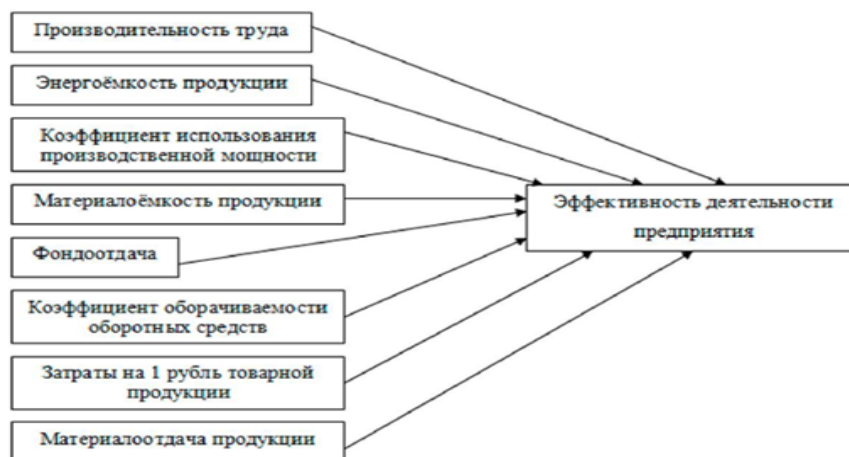 Производительность труда
Энергоёмкость продукции
Коэффициент использования
производственной мощности
Материалоёмкость продукции
Фондоотдача
Коэффициент оборачиваемости
оборотных средств
Затраты на 1 рубль товарной
продукции
Материалоотдача продукции
Эффективность деятельности
предприятия